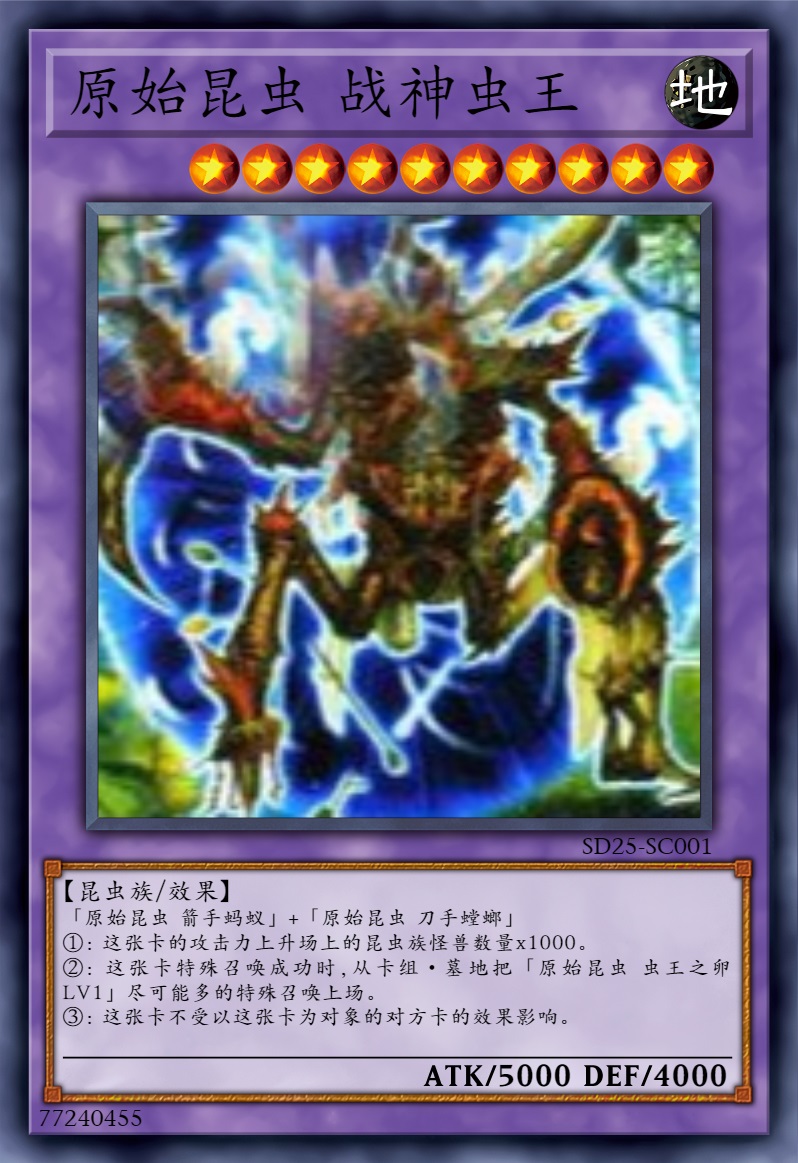 原始昆虫 战神虫王
地
SD25-SC001
【昆虫族/效果】
「原始昆虫 箭手蚂蚁」+「原始昆虫 刀手螳螂」
①：这张卡的攻击力上升场上的昆虫族怪兽数量x1000。
②：这张卡特殊召唤成功时,从卡组·墓地把「原始昆虫 虫王之卵
LV1」尽可能多的特殊召唤上场。
③：这张卡不受以这张卡为对象的对方卡的效果影响。
ATK/5000 DEF/4000
77240455